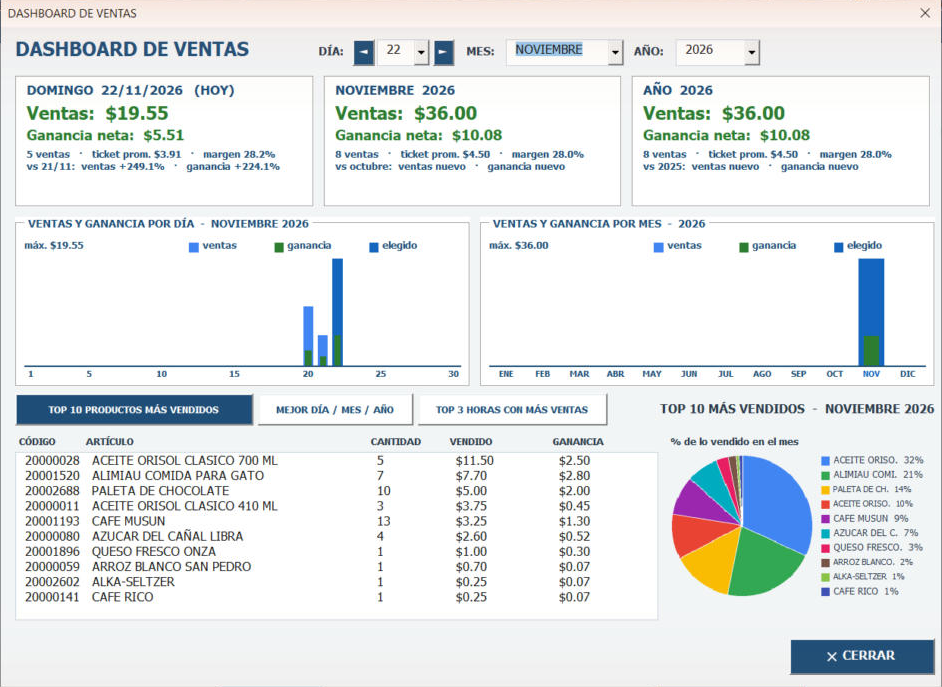 DASHBOARD DE VENTAS
DASHBOARD DE VENTAS DÍA: 22 MES: NOVIEMBRE AÑO: 2026
DOMINGO 22/11/2026 (HOY)
Ventas: $19.55
Ganancia neta: $5.51
5 ventas · ticket prom. $3.91 · margen 28.2%
vs 21/11: ventas +249.1% · ganancia +224.1%
NOVIEMBRE 2026
Ventas: $36.00
Ganancia neta: $10.08
8 ventas · ticket prom. $4.50 · margen 28.0%
vs octubre: ventas nuevo · ganancia nuevo
AÑO 2026
Ventas: $36.00
Ganancia neta: $10.08
8 ventas · ticket prom. $4.50 · margen 28.0%
vs 2025: ventas nuevo · ganancia nuevo
VENTAS Y GANANCIA POR DÍA - NOVIEMBRE 2026
máx. $19.55 ventas ganancia elegido
1 5 10 15 20 25 30
VENTAS Y GANANCIA POR MES - 2026
máx. $36.00 ventas ganancia elegido
ENE FEB MAR ABR MAY JUN JUL AGO SEP OCT NOV DIC
TOP 10 PRODUCTOS MÁS VENDIDOS MEJOR DÍA / MES / AÑO TOP 3 HORAS CON MÁS VENTAS
CÓDIGO ARTÍCULO CANTIDAD VENDIDO GANANCIA
20000028 ACEITE ORISOL CLASICO 700 ML 5 $11.50 $2.50
20001520 ALIMIAU COMIDA PARA GATO 7 $7.70 $2.80
20002688 PALETA DE CHOCOLATE 10 $5.00 $2.00
20000011 ACEITE ORISOL CLASICO 410 ML 3 $3.75 $0.45
20001193 CAFE MUSUN 13 $3.25 $1.30
20000080 AZUCAR DEL CAÑAL LIBRA 4 $2.60 $0.52
20001896 QUESO FRESCO ONZA 1 $1.00 $0.30
20000059 ARROZ BLANCO SAN PEDRO 1 $0.70 $0.07
20002602 ALKA-SELTZER 1 $0.25 $0.07
20000141 CAFE RICO 1 $0.25 $0.07
TOP 10 MÁS VENDIDOS - NOVIEMBRE 2026
% de lo vendido en el mes
ACEITE ORISO. 32%
ALIMIAU COMI. 21%
PALETA DE CH. 14%
ACEITE ORISO. 10%
CAFE MUSUN 9%
AZUCAR DEL C. 7%
QUESO FRESCO. 3%
ARROZ BLANCO. 2%
ALKA-SELTZER 1%
CAFE RICO 1%
CERRAR